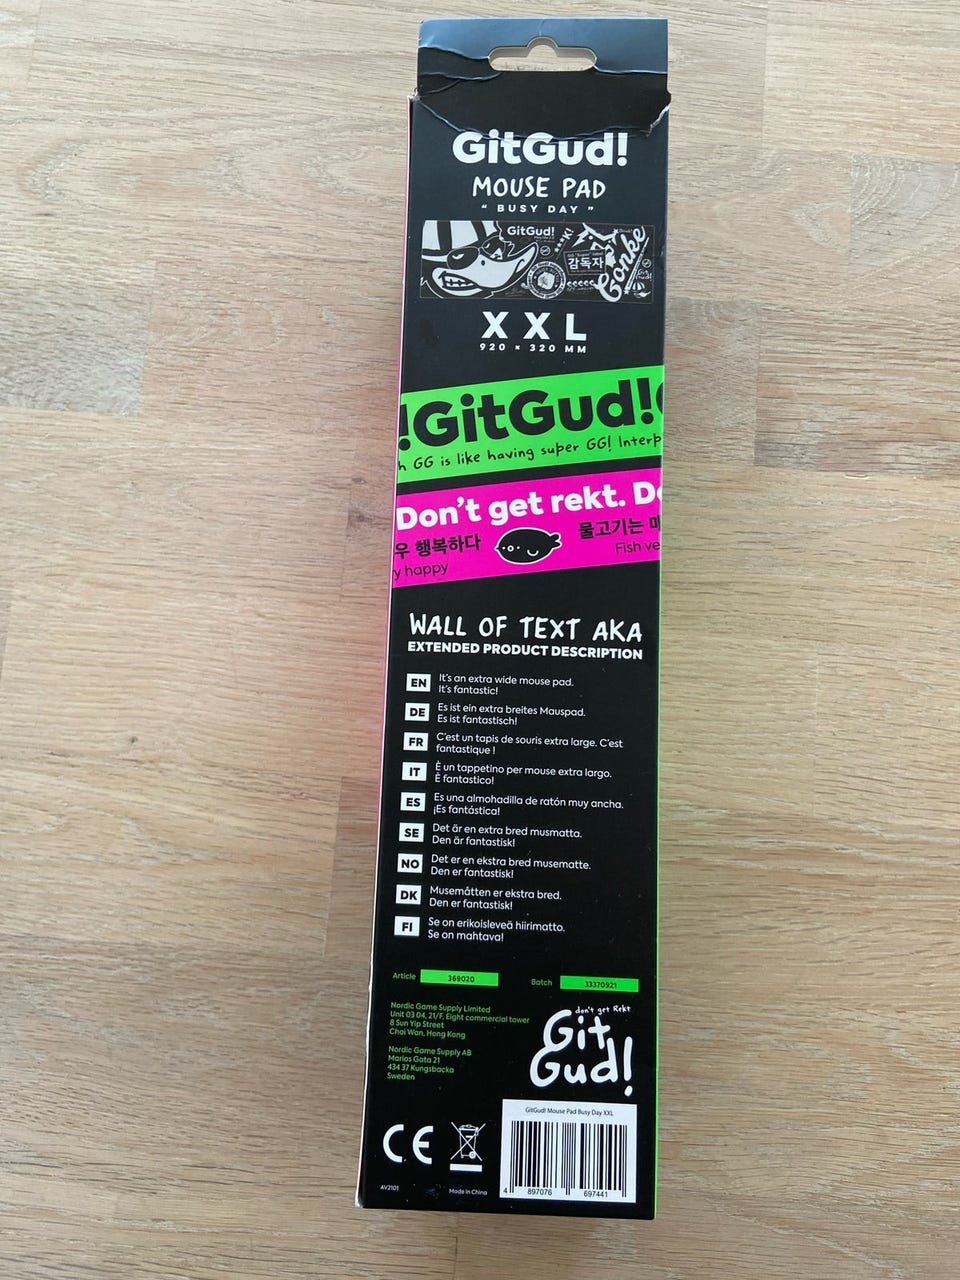 GitGud!
MOUSE PAD
“ BUSY DAY ”
GitGud!
감독자
Gonke
X X L
920 × 320 MM
!GitGud!
h GG is like having super GG! Interp
Don't get rekt. D
우 행복하다
물고기는 매
y happy
Fish ve
WALL OF TEXT AKA
EXTENDED PRODUCT DESCRIPTION
EN It's an extra wide mouse pad.
It's fantastic!
DE Es ist ein extra breites Mauspad.
Es ist fantastisch!
FR C'est un tapis de souris extra large. C'est
fantastique !
IT È un tappetino per mouse extra largo.
È fantastico!
ES Es una almohadilla de ratón muy ancha.
¡Es fantástica!
SE Det är en extra bred musmatta.
Den är fantastisk!
NO Det er en ekstra bred musematte.
Den er fantastisk!
DK Musemåtten er ekstra bred.
Den er fantastisk!
FI Se on erikoisleveä hiirimatto.
Se on mahtava!
Article 369020
Batch 33370921
Nordic Game Supply Limited
Unit 03 04, 21/F, Eight commercial tower
8 Sun Yip Street
Chai Wan, Hong Kong
Nordic Game Supply AB
Marios Gata 21
434 37 Kungsbacka
Sweden
don't get Rekt
Git
Gud!
CE
GitGud! Mouse Pad Busy Day XXL
4 897076 697441
AV2101
Made in China